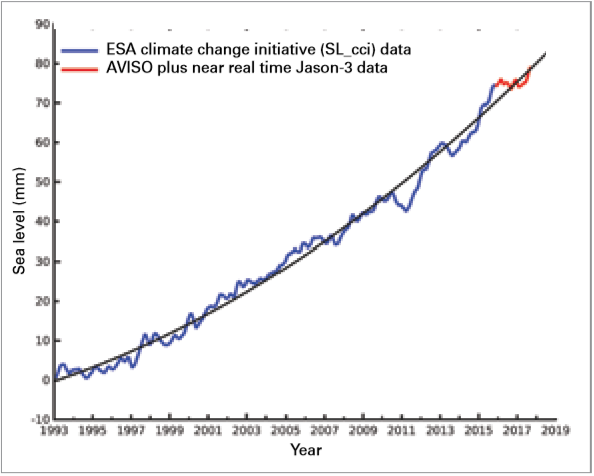 90
ESA climate change initiative (SL_cci) data
AVISO plus near real time Jason-3 data
80
70
60
50
40
30
20
10
0
-10
Sea level (mm)
1993 1995 1997 1999 2001 2003 2005 2007 2009 2011 2013 2015 2017 2019
Year